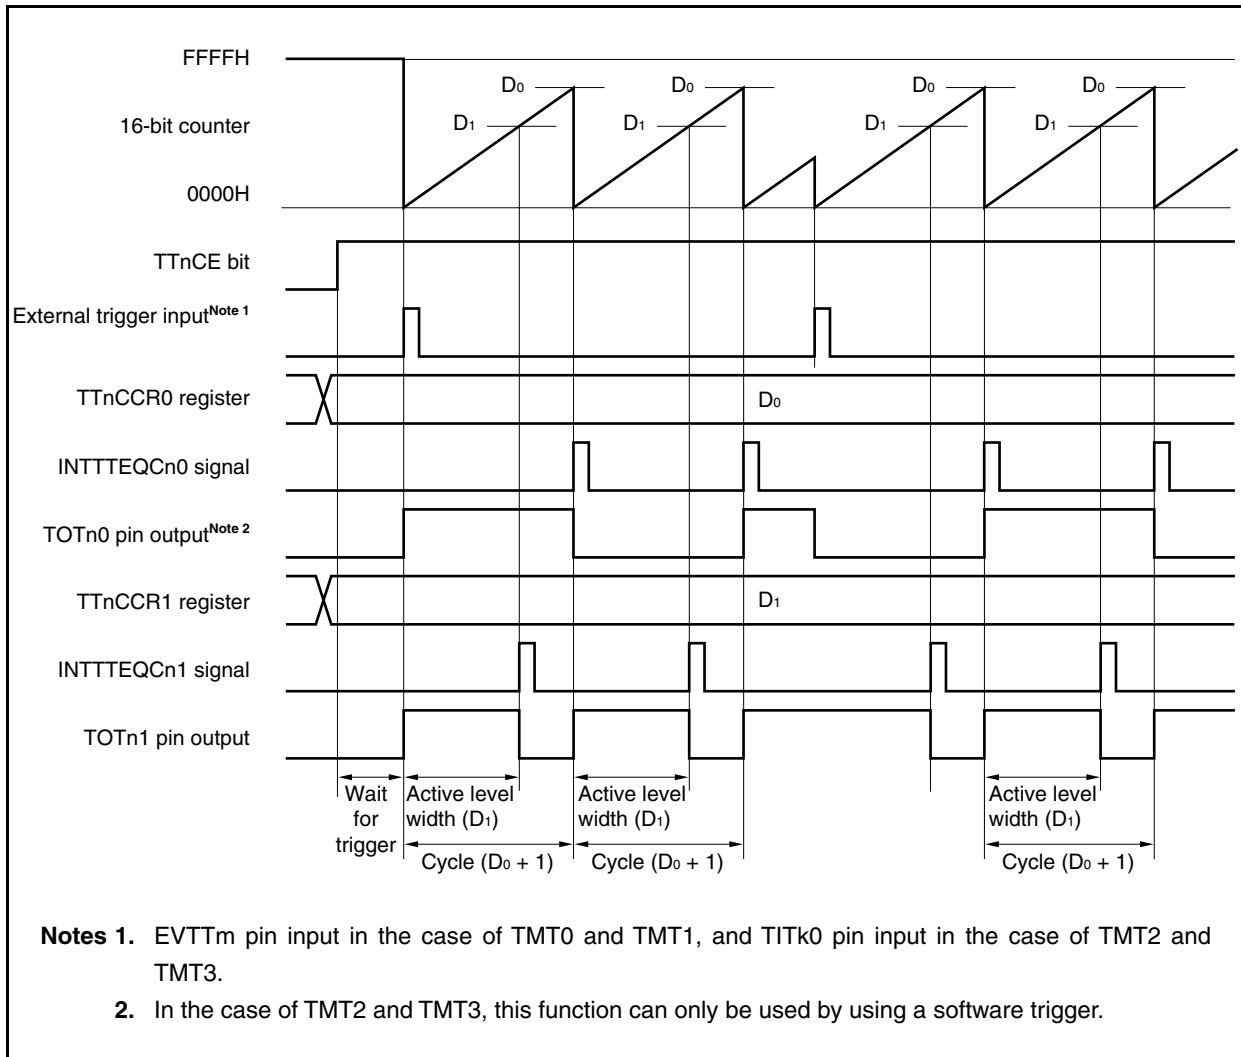 FFFFH
D0 D0 D0 D0
16-bit counter
D1 D1 D1 D1
0000H
TTnCE bit
External trigger inputNote 1
TTnCCR0 register
D0
INTTTEQCn0 signal
TOTn0 pin outputNote 2
TTnCCR1 register
D1
INTTTEQCn1 signal
TOTn1 pin output
Wait for trigger
Active level width (D1)
Active level width (D1)
Active level width (D1)
Cycle (D0 + 1)
Cycle (D0 + 1)
Cycle (D0 + 1)
Notes 1. EVTTm pin input in the case of TMT0 and TMT1, and TITk0 pin input in the case of TMT2 and
TMT3.
2. In the case of TMT2 and TMT3, this function can only be used by using a software trigger.